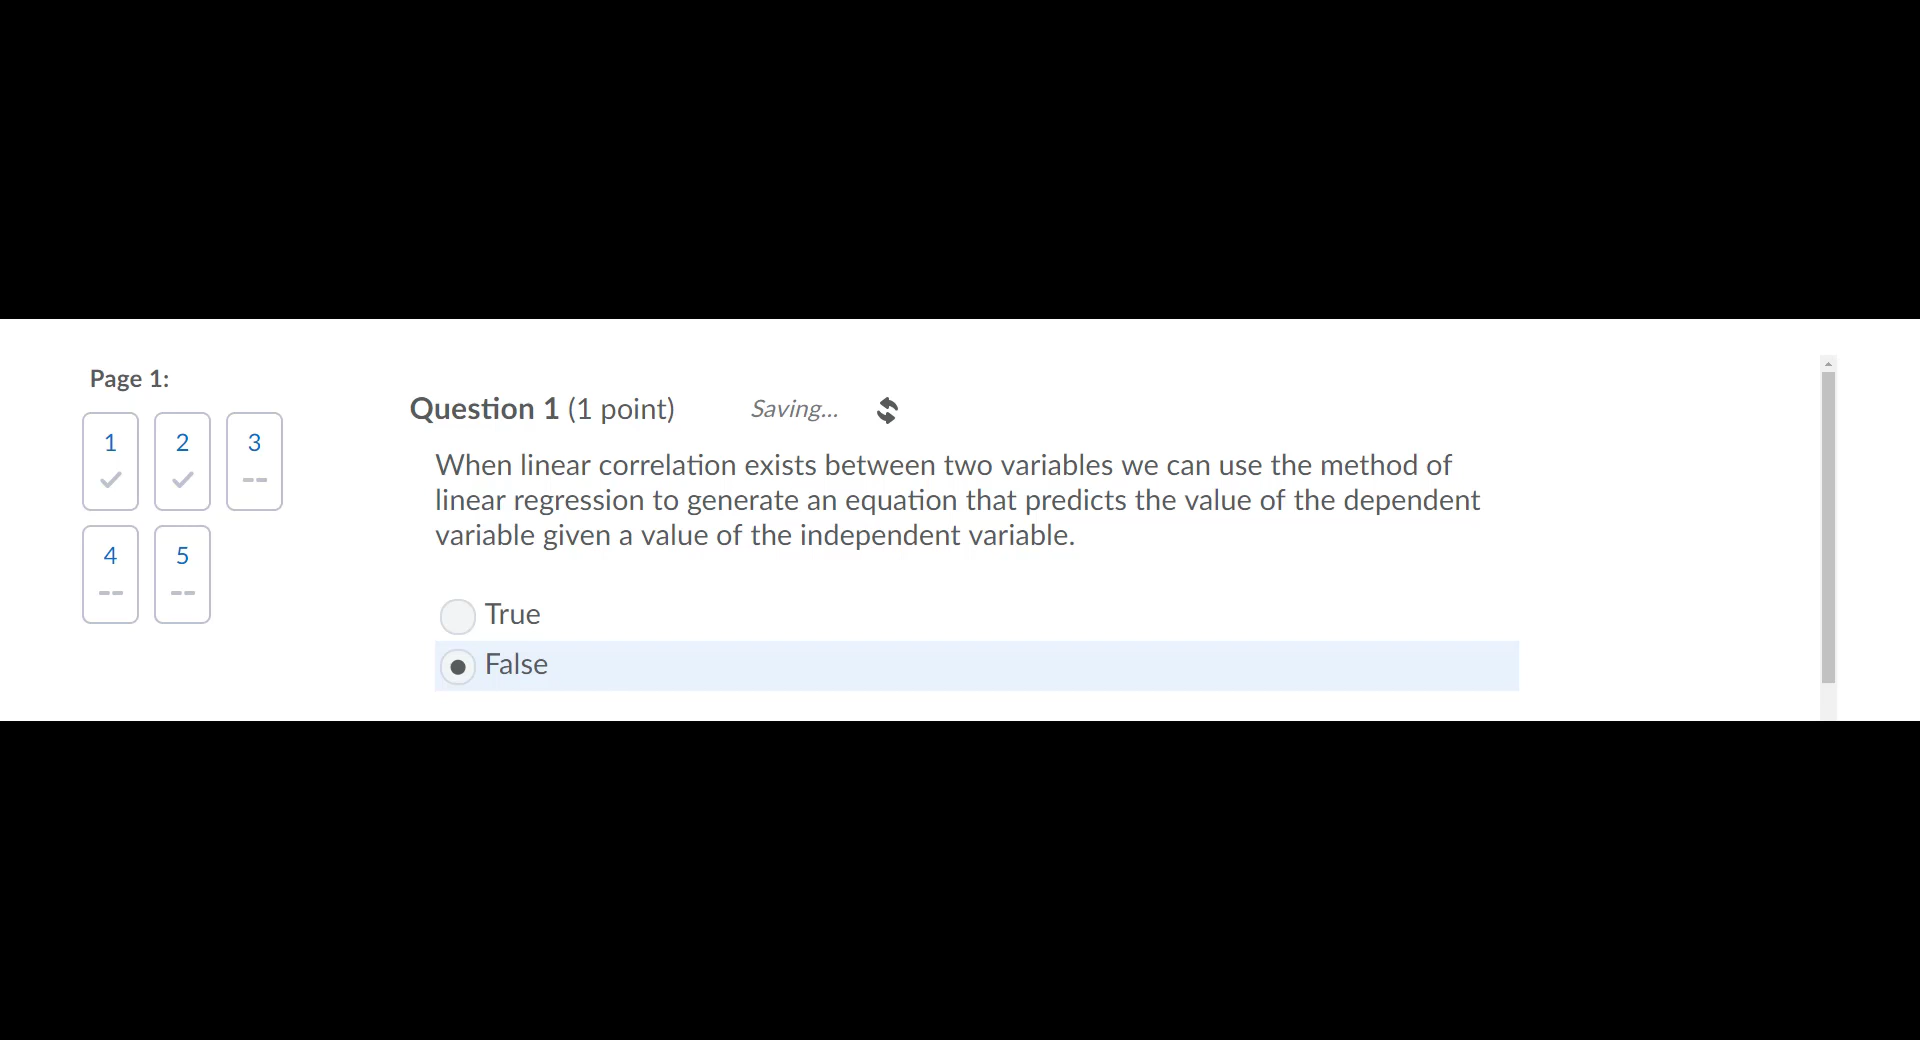 Page 1:
1 2 3
4 5
Question 1 (1 point) Saving...
When linear correlation exists between two variables we can use the method of
linear regression to generate an equation that predicts the value of the dependent
variable given a value of the independent variable.
True
False